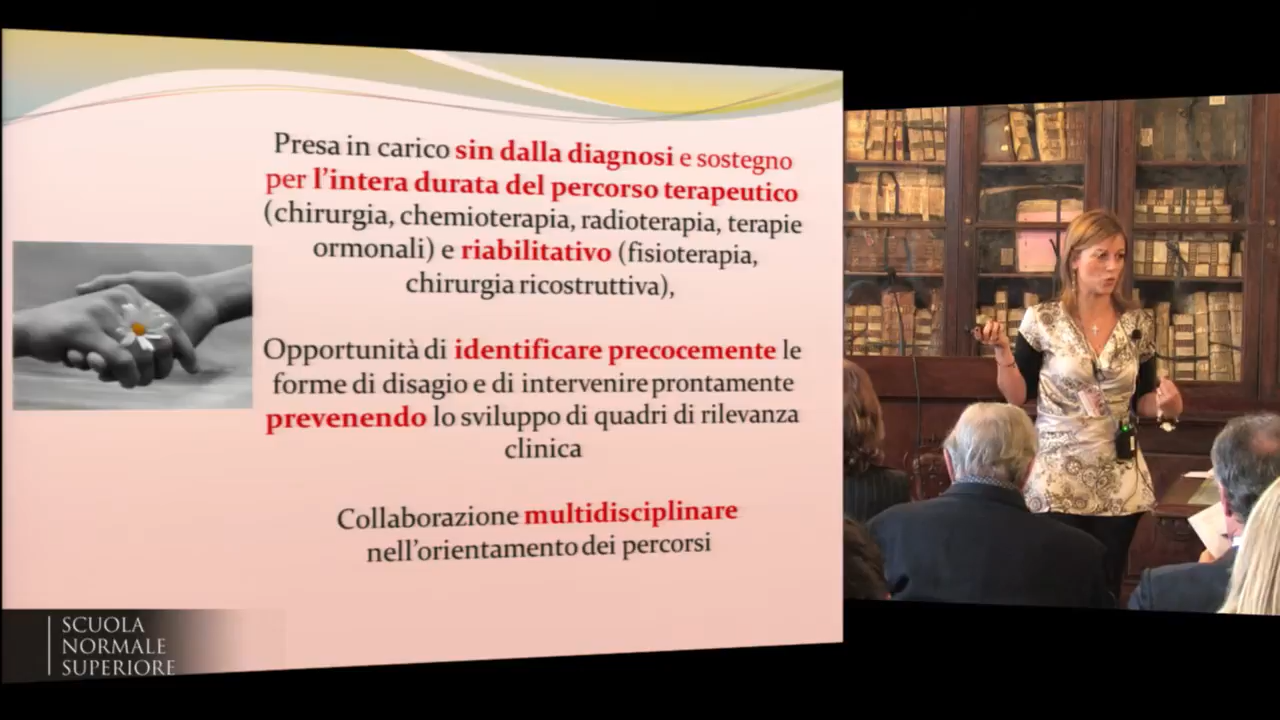 Presa in carico sin dalla diagnosi e sostegno
per l'intera durata del percorso terapeutico
(chirurgia, chemioterapia, radioterapia, terapie
ormonali) e riabilitativo (fisioterapia,
chirurgia ricostruttiva),
Opportunità di identificare precocemente le
forme di disagio e di intervenire prontamente
prevenendo lo sviluppo di quadri di rilevanza
clinica
Collaborazione multidisciplinare
nell'orientamento dei percorsi
SCUOLA
NORMALE
SUPERIORE